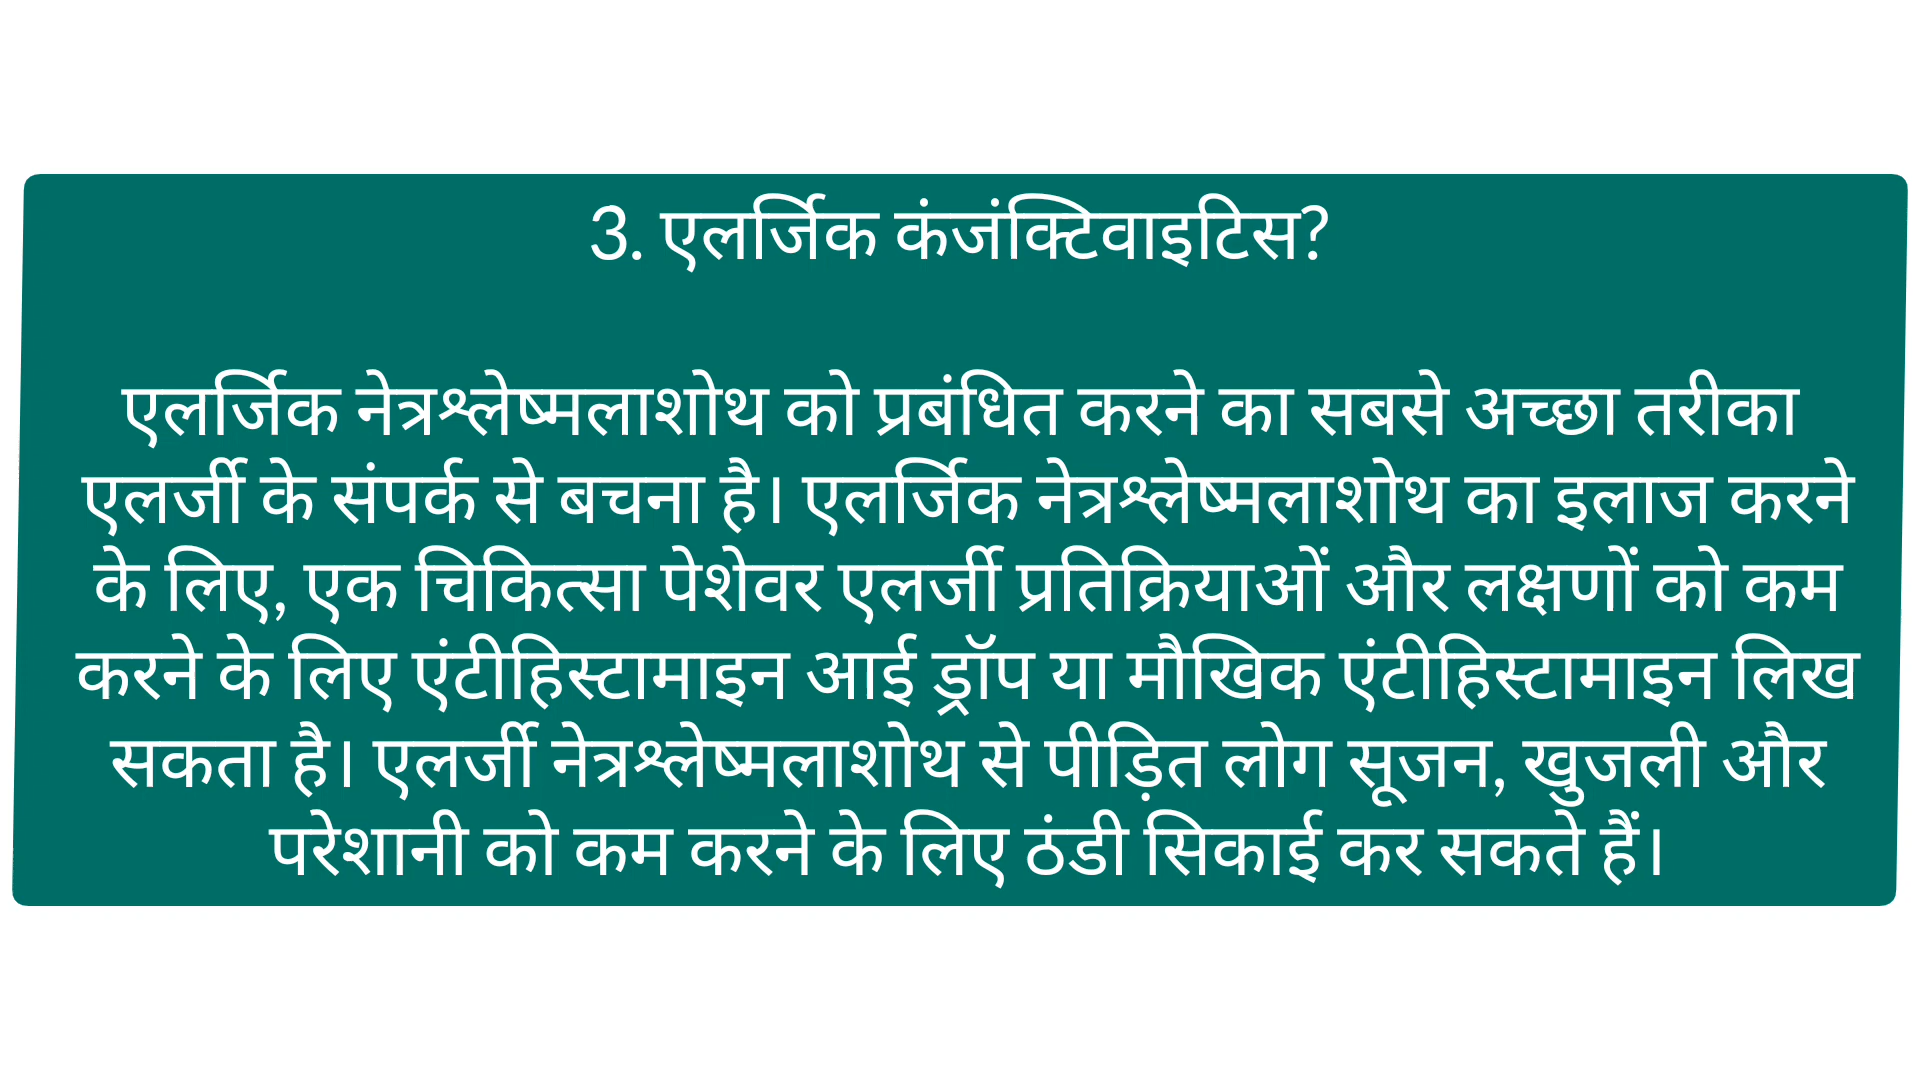 3. एलर्जिक कंजंक्टिवाइटिस?
एलर्जिक नेत्रश्लेष्मलाशोथ को प्रबंधित करने का सबसे अच्छा तरीका
एलर्जी के संपर्क से बचना है। एलर्जिक नेत्रश्लेष्मलाशोथ का इलाज करने
के लिए, एक चिकित्सा पेशेवर एलर्जी प्रतिक्रियाओं और लक्षणों को कम
करने के लिए एंटीहिस्टामाइन आई ड्रॉप या मौखिक एंटीहिस्टामाइन लिख
सकता है। एलर्जी नेत्रश्लेष्मलाशोथ से पीड़ित लोग सूजन, खुजली और
परेशानी को कम करने के लिए ठंडी सिकाई कर सकते हैं।